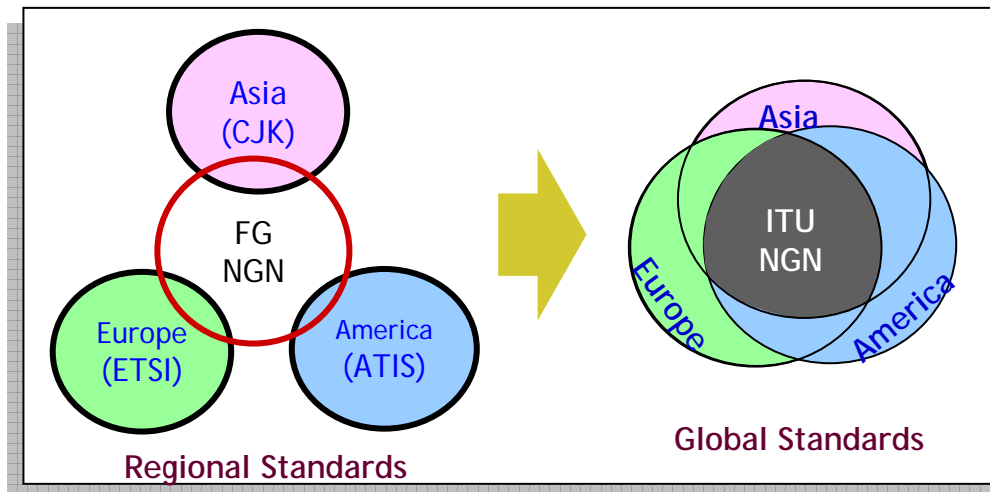 Asia
(CJK)
FG
NGN
Europe
(ETSI)
America
(ATIS)
Regional Standards
Asia
ITU
NGN
Europe
America
Global Standards